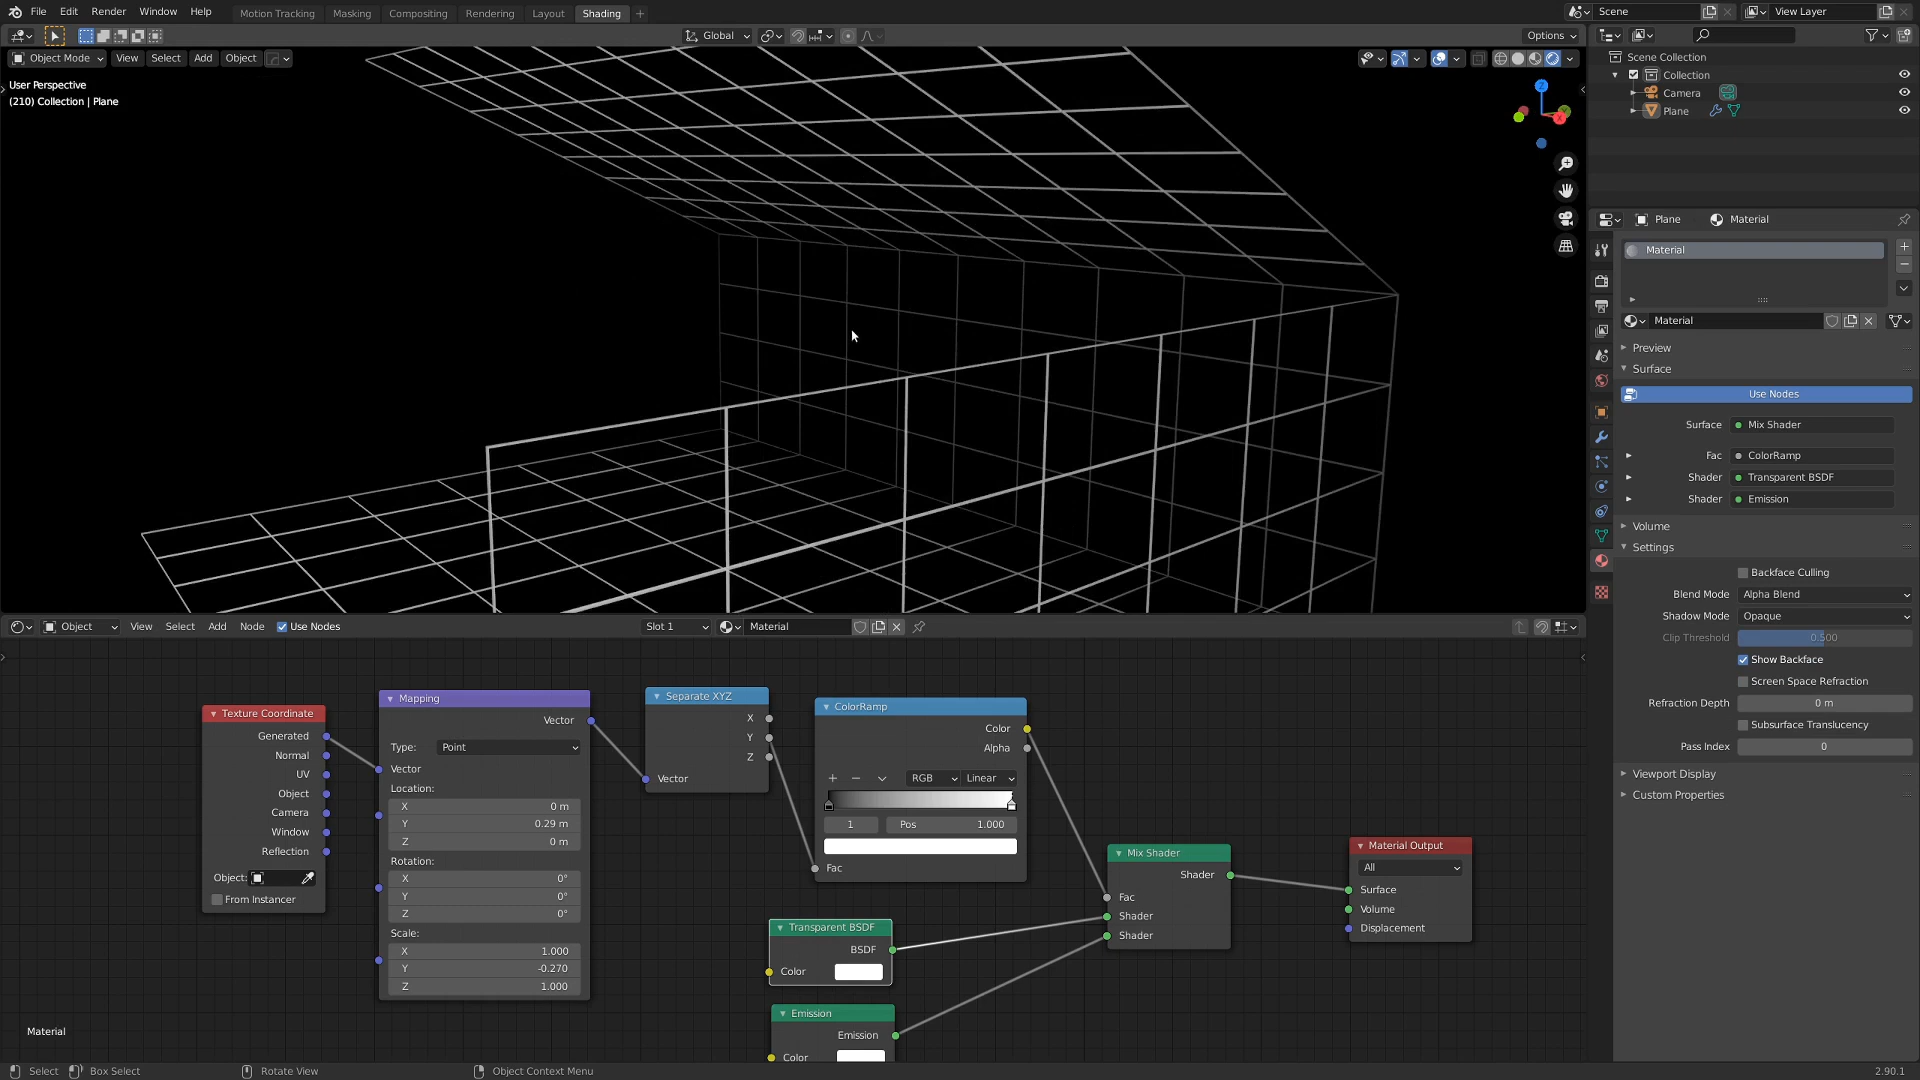 File Edit Render Window Help Motion Tracking Masking Compositing Rendering Layout Shading + Scene View Layer
Global Options
Object Mode View Select Add Object
User Perspective
(210) Collection | Plane
Z
X
Scene Collection
Collection
Camera
Plane
Plane Material
Material
Material
Preview
Surface
Use Nodes
Surface Mix Shader
Fac ColorRamp
Shader Transparent BSDF
Shader Emission
Volume
Settings
Backface Culling
Blend Mode Alpha Blend
Shadow Mode Opaque
Clip Threshold 0.500
Show Backface
Screen Space Refraction
Refraction Depth 0 m
Subsurface Translucency
Pass Index 0
Viewport Display
Custom Properties
Object View Select Add Node Use Nodes Slot 1 Material
Texture Coordinate
Generated
Normal
UV
Object
Camera
Window
Reflection
Object:
From Instancer
Mapping
Vector
Type: Point
Vector
Location:
X 0 m
Y 0.29 m
Z 0 m
Rotation:
X 0°
Y 0°
Z 0°
Scale:
X 1.000
Y -0.270
Z 1.000
Separate XYZ
X
Y
Z
Vector
ColorRamp
Color
Alpha
+ − RGB Linear
1 Pos 1.000
Fac
Transparent BSDF
BSDF
Color
Emission
Emission
Color
Mix Shader
Shader
Fac
Shader
Shader
Material Output
All
Surface
Volume
Displacement
Material
Select Box Select Rotate View Object Context Menu 2.90.1